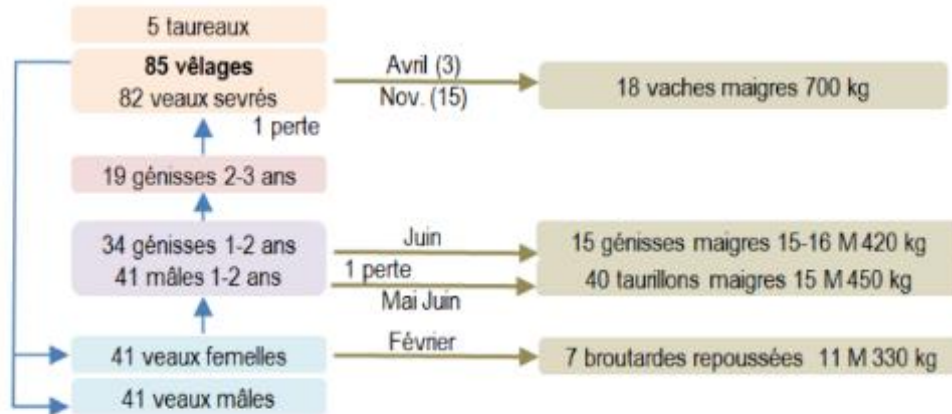 5 taureaux
85 vêlages
82 veaux sevrés
Avril (3)
Nov. (15)
18 vaches maigres 700 kg
1 perte
19 génisses 2-3 ans
34 génisses 1-2 ans
41 mâles 1-2 ans
Juin
1 perte
Mai Juin
15 génisses maigres 15-16 M 420 kg
40 taurillons maigres 15 M 450 kg
41 veaux femelles
Février
7 broutardes repoussées 11 M 330 kg
41 veaux mâles